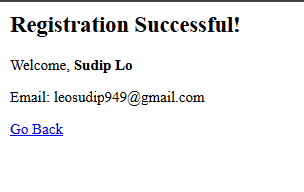 Registration Successful!
Welcome, Sudip Lo
Email: leosudip949@gmail.com
Go Back